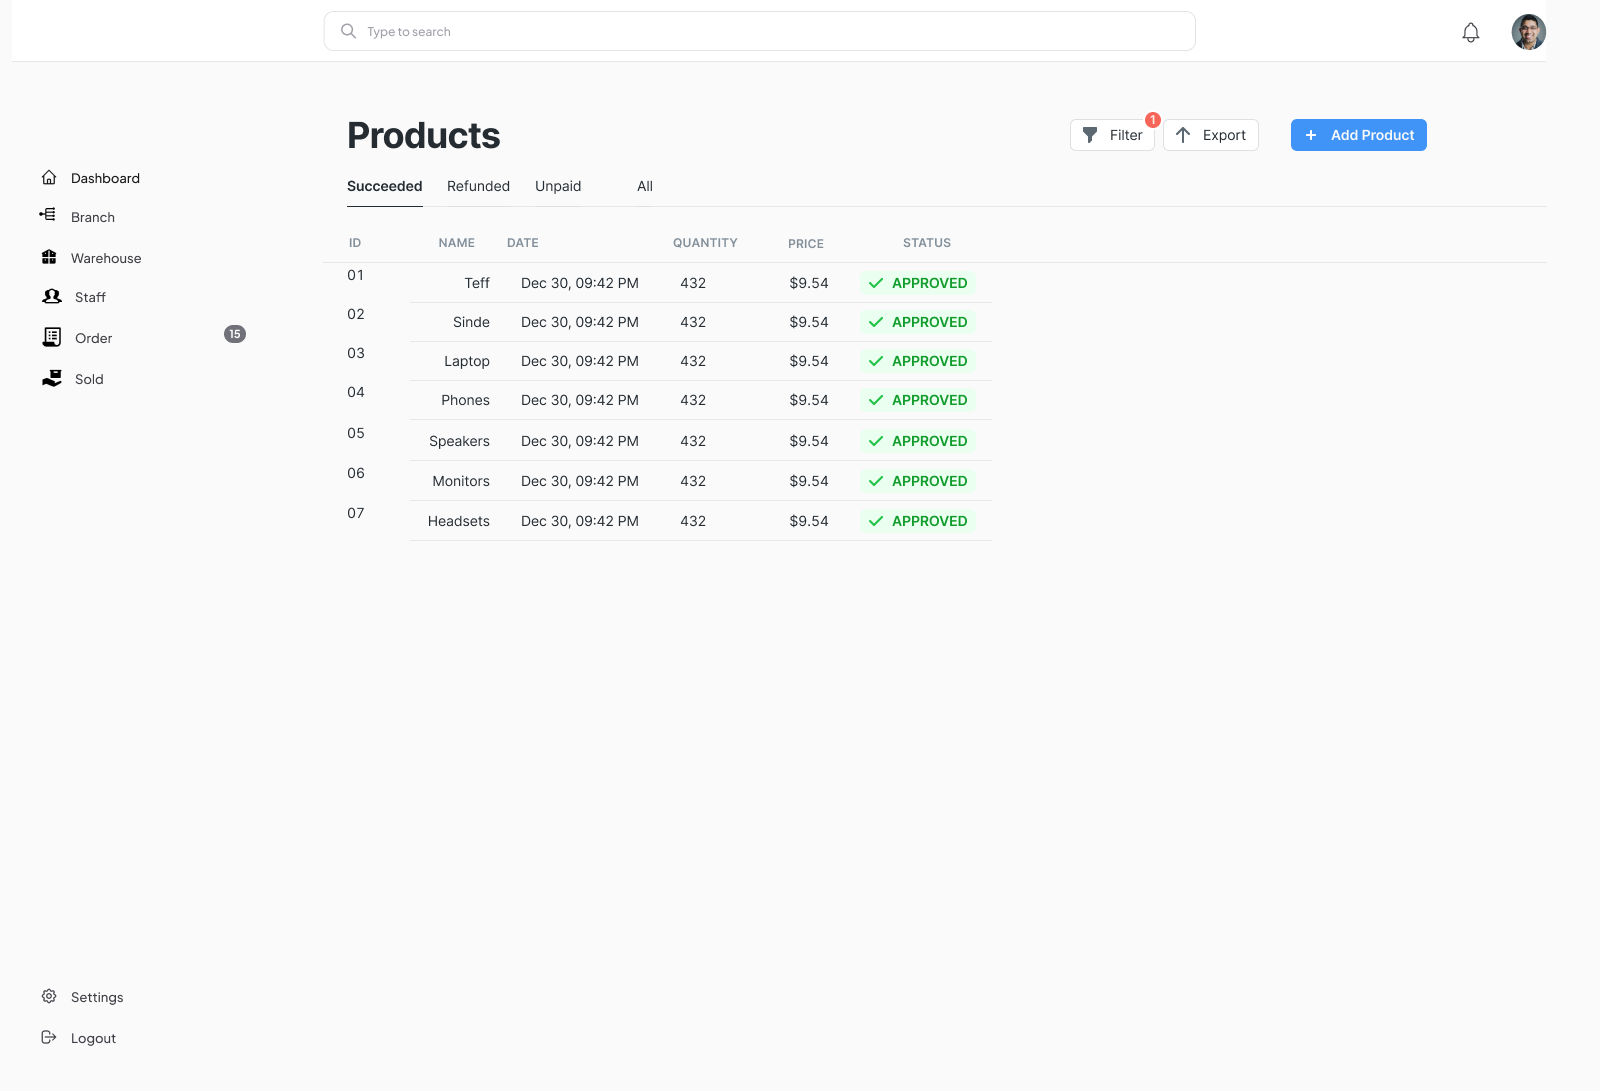 Type to search
Products
Filter 1 Export + Add Product
Succeeded Refunded Unpaid All
ID NAME DATE QUANTITY PRICE STATUS
01 Teff Dec 30, 09:42 PM 432 $9.54 APPROVED
02 Sinde Dec 30, 09:42 PM 432 $9.54 APPROVED
03 Laptop Dec 30, 09:42 PM 432 $9.54 APPROVED
04 Phones Dec 30, 09:42 PM 432 $9.54 APPROVED
05 Speakers Dec 30, 09:42 PM 432 $9.54 APPROVED
06 Monitors Dec 30, 09:42 PM 432 $9.54 APPROVED
07 Headsets Dec 30, 09:42 PM 432 $9.54 APPROVED
Dashboard
Branch
Warehouse
Staff
Order 15
Sold
Settings
Logout